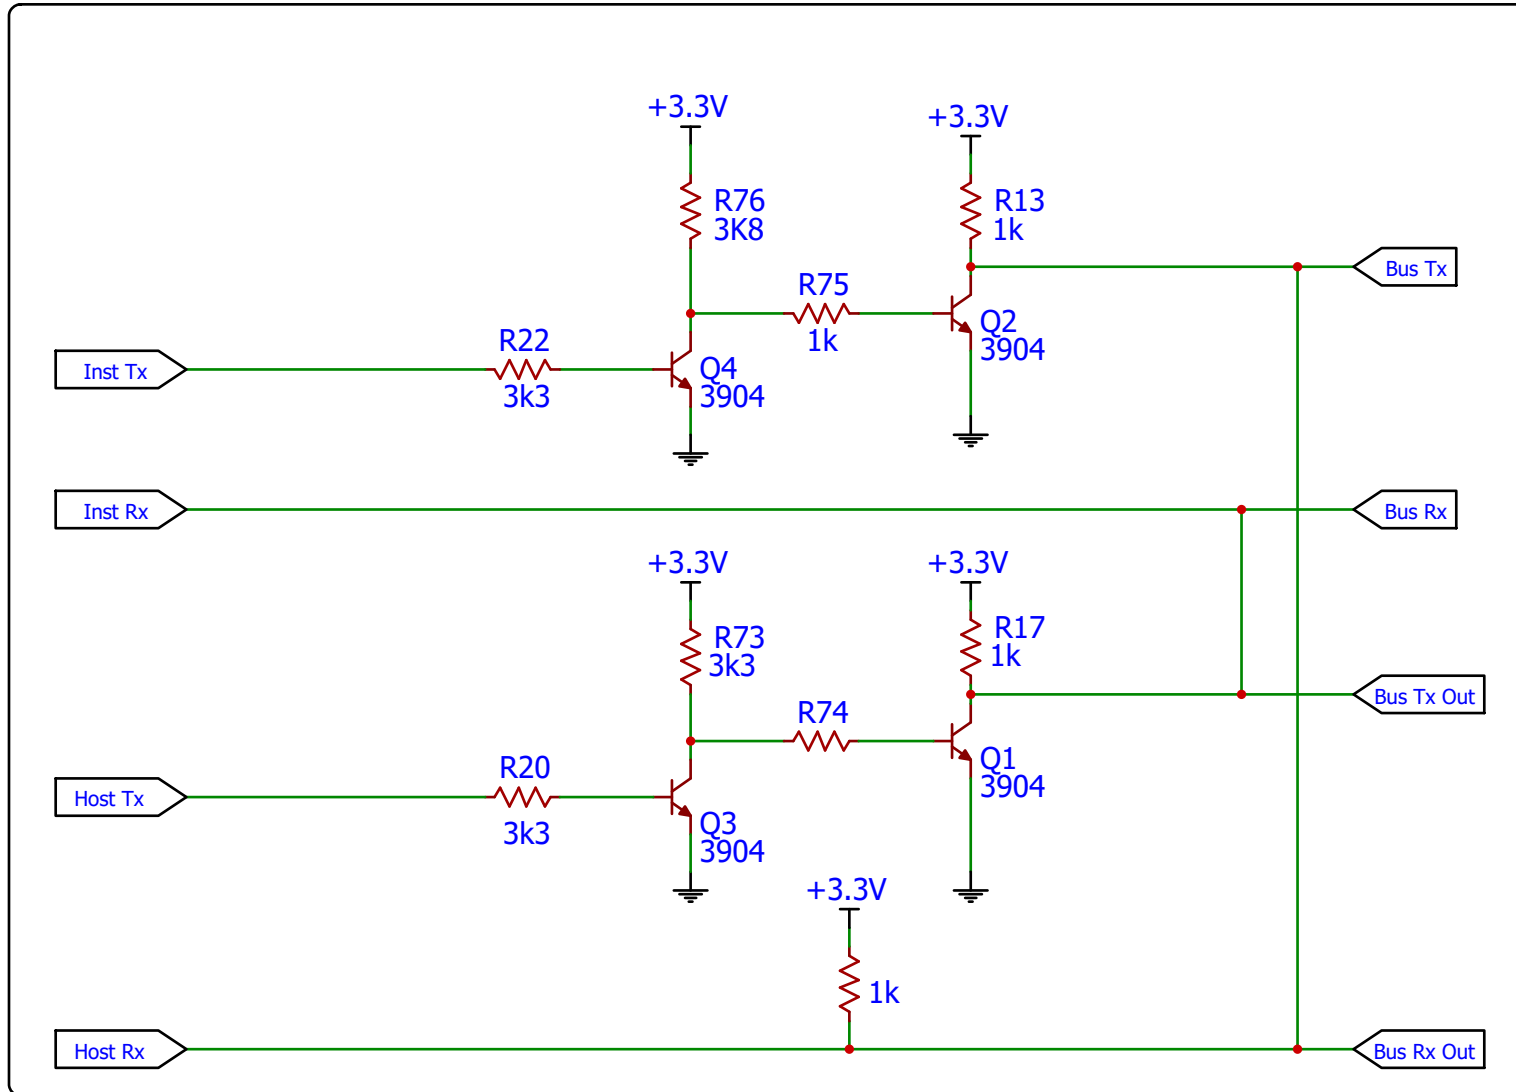 +3.3V
+3.3V
R76
3K8
R13
1k
Bus Tx
R75
1k
Q2
3904
R22
3k3
Q4
3904
Inst Tx
Inst Rx
Bus Rx
+3.3V
+3.3V
R73
3k3
R17
1k
Bus Tx Out
R74
Q1
3904
R20
3k3
Host Tx
Q3
3904
+3.3V
1k
Host Rx
Bus Rx Out